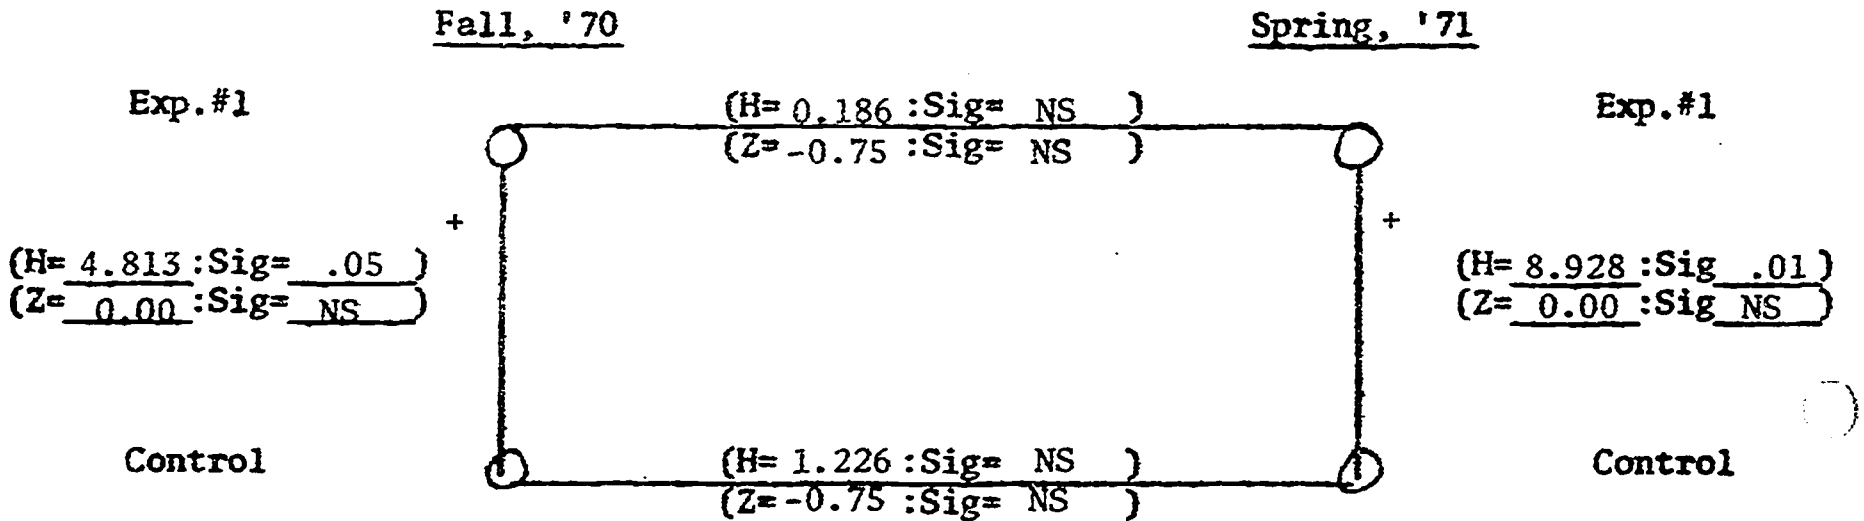 Fall, '70 Spring, '71
Exp.#1 (H= 0.186 :Sig= NS ) Exp.#1
(Z= -0.75 :Sig= NS )
+ +
(H= 4.813 :Sig= .05 ) (H= 8.928 :Sig .01 )
(Z= 0.00 :Sig= NS ) (Z= 0.00 :Sig NS )
Control (H= 1.226 :Sig= NS ) Control
(Z= -0.75 :Sig= NS )